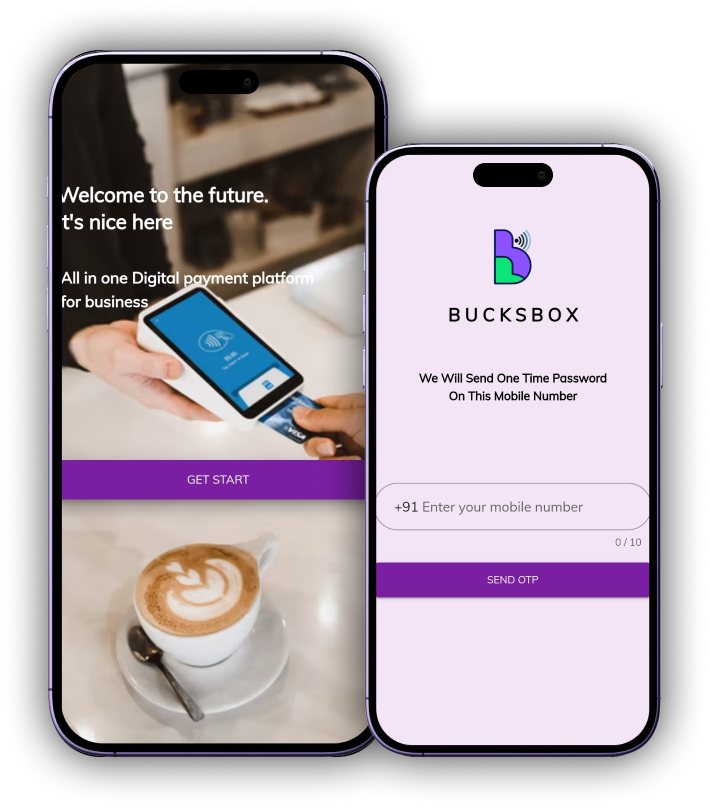 Welcome to the future.
t's nice here
All in one Digital payment platform
for business
VISA
GET START
BUCKSBOX
We Will Send One Time Password
On This Mobile Number
+91 Enter your mobile number
0 / 10
SEND OTP